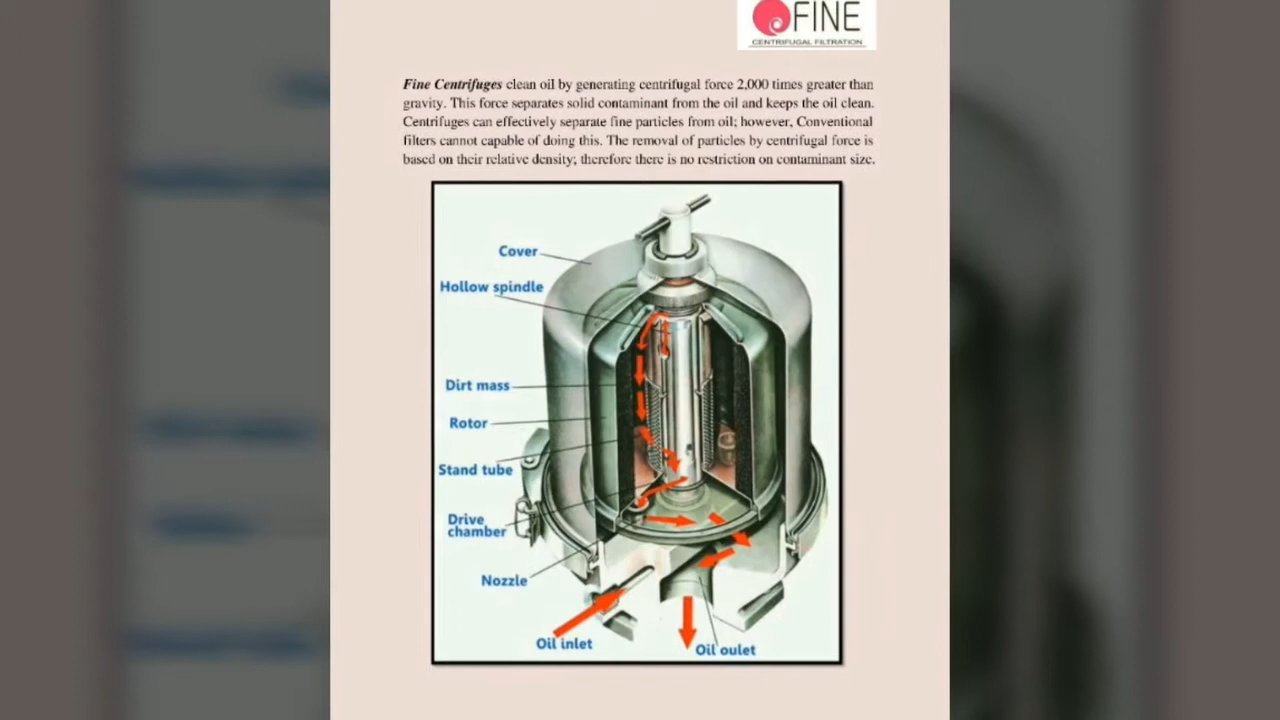 FINE
CENTRIFUGAL FILTRATION
Fine Centrifuges clean oil by generating centrifugal force 2,000 times greater than
gravity. This force separates solid contaminant from the oil and keeps the oil clean.
Centrifuges can effectively separate fine particles from oil; however, Conventional
filters cannot capable of doing this. The removal of particles by centrifugal force is
based on their relative density; therefore there is no restriction on contaminant size.
Cover
Hollow spindle
Dirt mass
Rotor
Stand tube
Drive
chamber
Nozzle
Oil inlet
Oil oulet